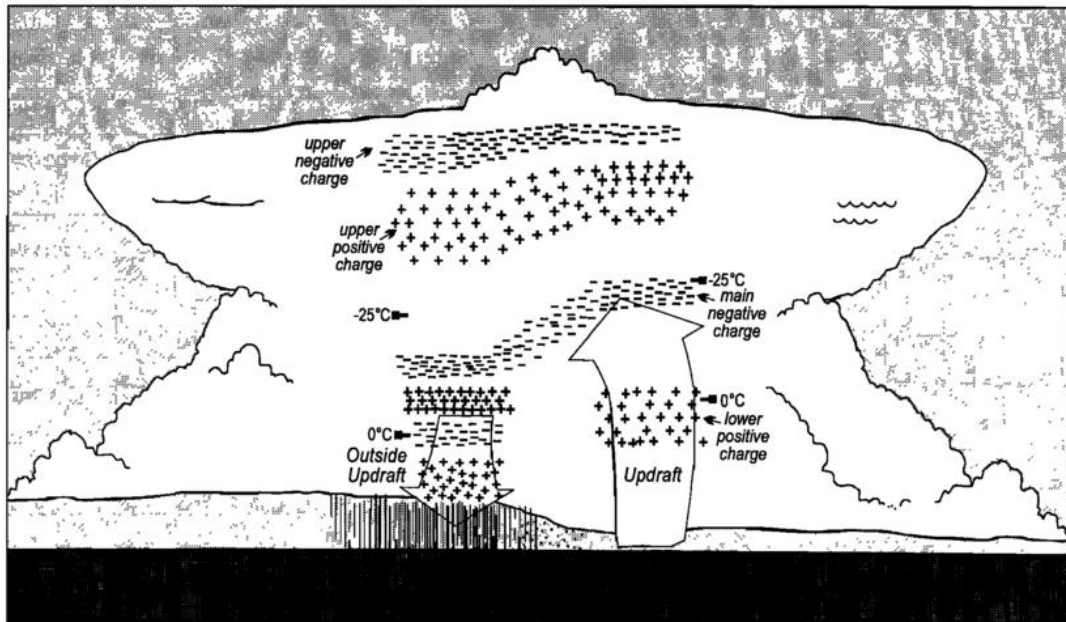 upper
negative
charge
upper
positive
charge
-25°C
-25°C
main
negative
charge
0°C
lower
positive
charge
0°C
Outside
Updraft
Updraft